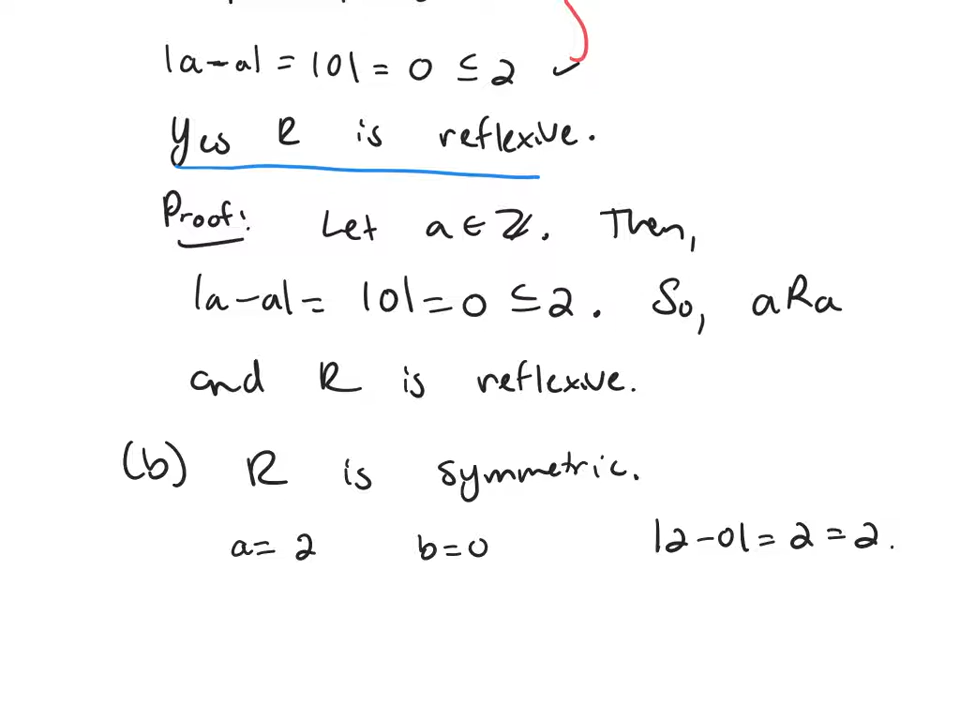 |a-a| = |0| = 0 ≤ 2 ✓
Yes R is reflexive.
Proof: Let a ∈ ℤ. Then,
|a-a| = |0| = 0 ≤ 2. So, aRa
and R is reflexive.
(b) R is symmetric.
a = 2 b = 0 |2-0| = 2 = 2.